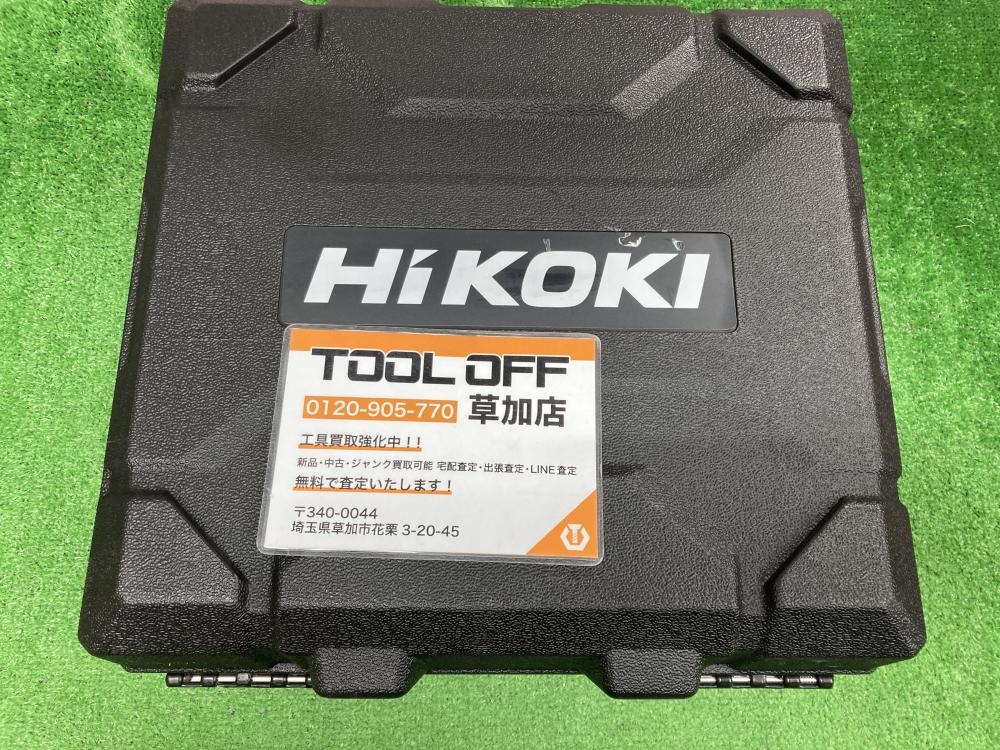 HiKOKI
TOOL OFF
0120-905-770 草加店
工具買取強化中！！
新品・中古・ジャンク買取可能 宅配査定・出張査定・LINE査定
無料で査定いたします！
〒340-0044
埼玉県草加市花栗 3-20-45